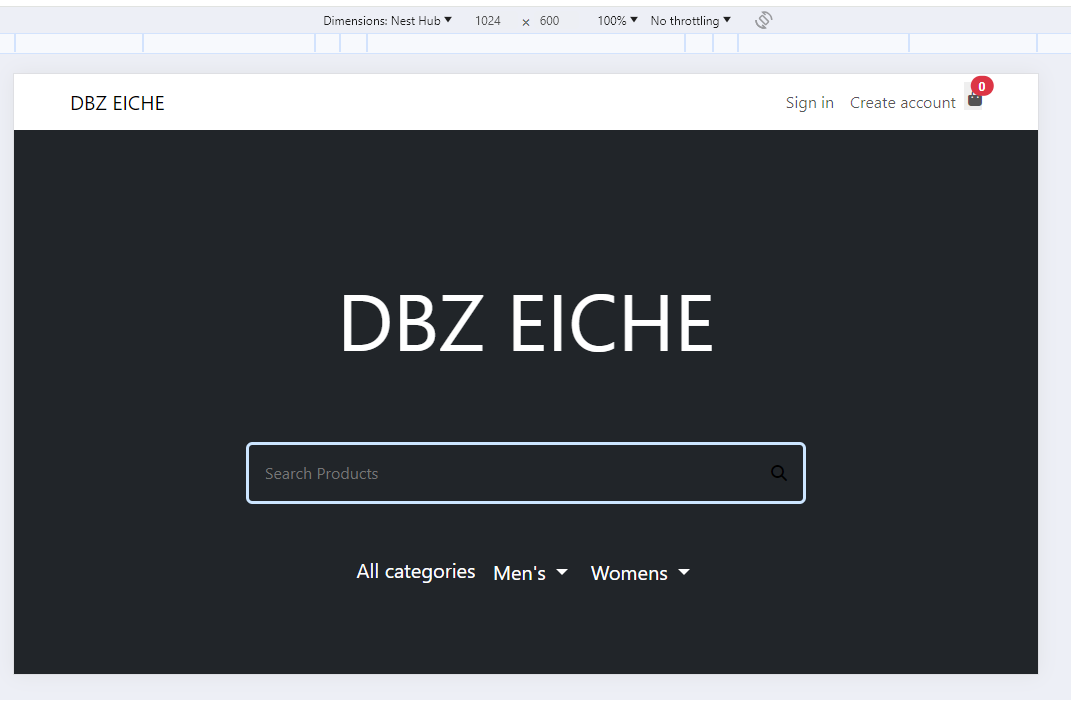 Dimensions: Nest Hub 1024 × 600 100% No throttling
DBZ EICHE Sign in Create account 0
DBZ EICHE
Search Products
All categories Men's Womens